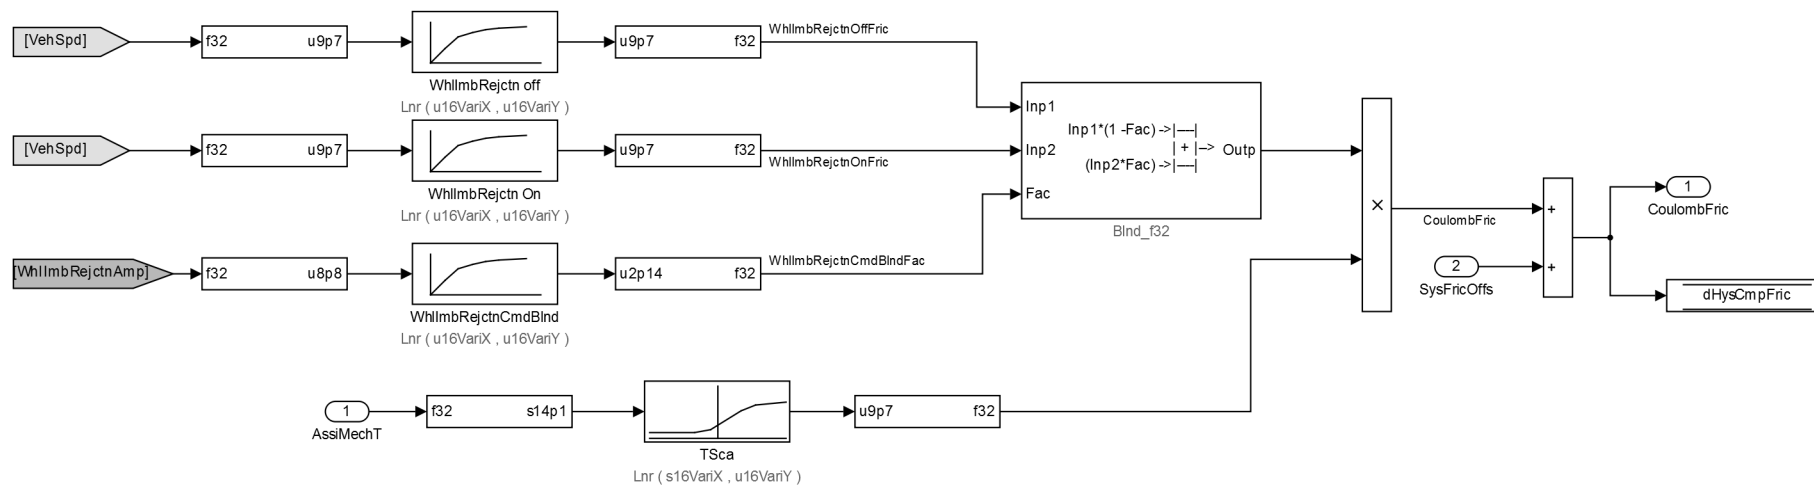 [VehSpd]
f32 u9p7
WhlImbRejctn off
Lnr ( u16VariX , u16VariY )
u9p7 f32
WhlImbRejctnOffFric
[VehSpd]
f32 u9p7
WhlImbRejctn On
Lnr ( u16VariX , u16VariY )
u9p7 f32
WhlImbRejctnOnFric
[WhlImbRejctnAmp]
f32 u8p8
WhlImbRejctnCmdBlnd
Lnr ( u16VariX , u16VariY )
u2p14 f32
WhlImbRejctnCmdBlndFac
Inp1
Inp2
Fac
Inp1*(1 -Fac) ->|----|
| + |-->
(Inp2*Fac) ->|----|
Outp
Blnd_f32
1
AssiMechT
f32 s14p1
TSca
Lnr ( s16VariX , u16VariY )
u9p7 f32
×
CoulombFric
2
SysFricOffs
+
+
1
CoulombFric
dHysCmpFric